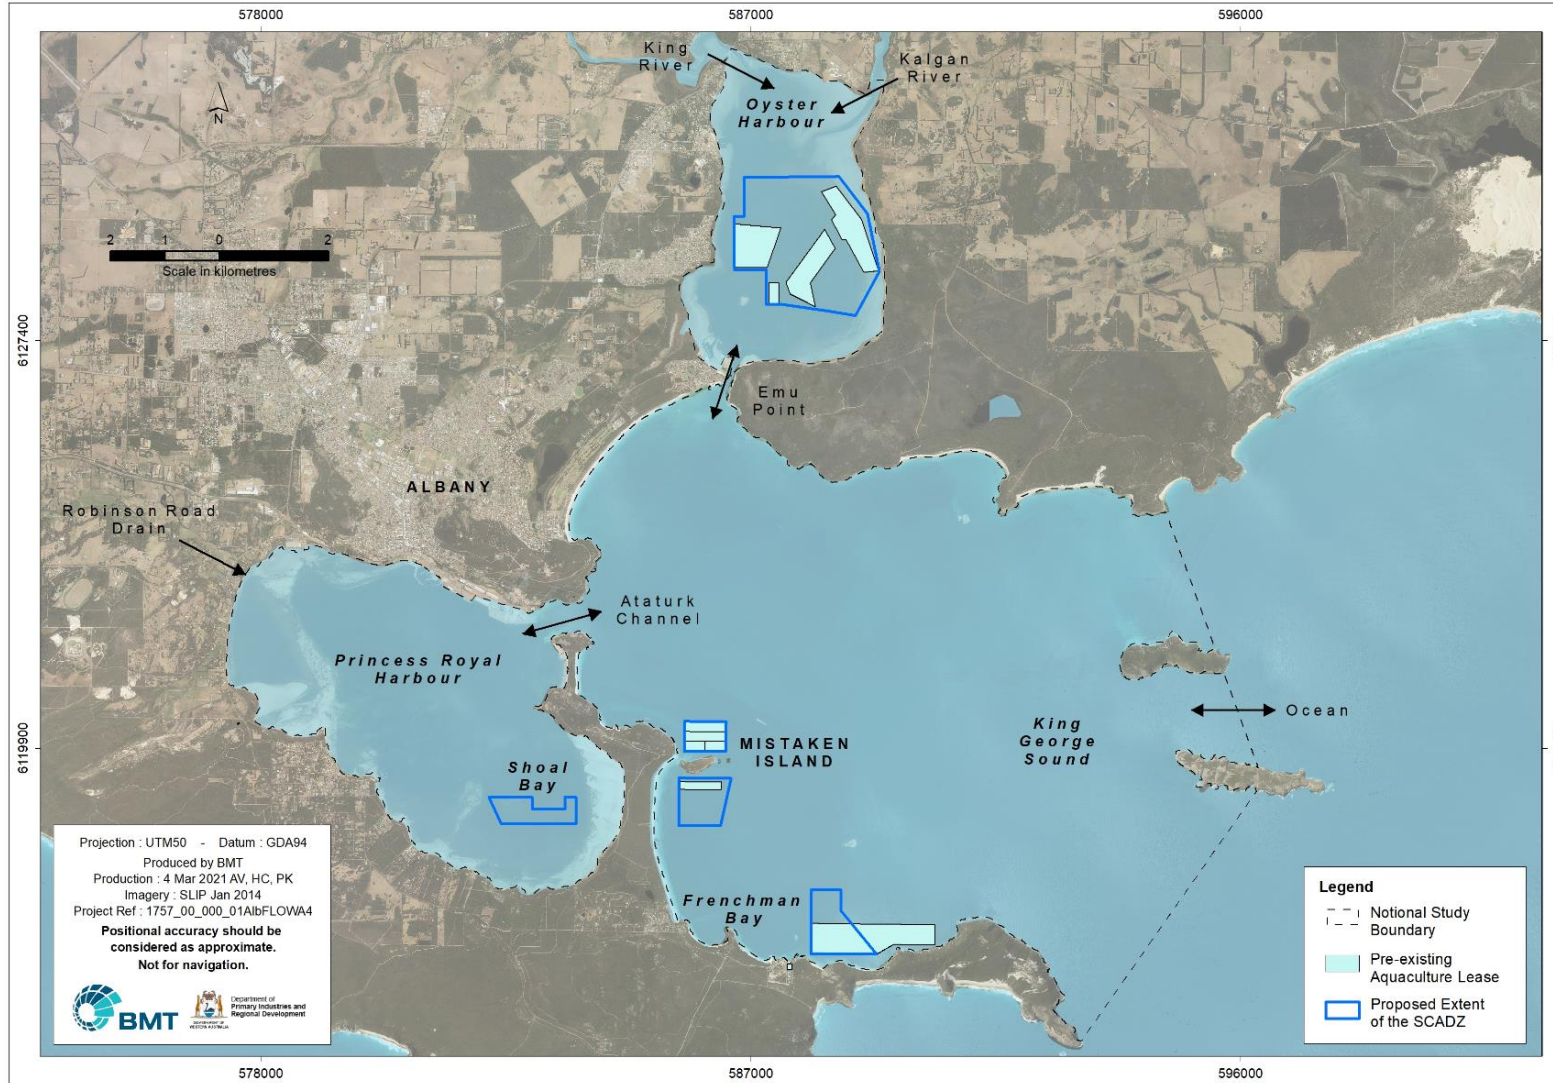 578000
587000
596000
King
River
Kalgan
River
Oyster
Harbour
N
2 1 0 2
Scale in kilometres
6127400
Emu
Point
ALBANY
Robinson Road
Drain
Ataturk
Channel
Princess Royal
Harbour
King
George
Sound
Ocean
6119900
MISTAKEN
ISLAND
Shoal
Bay
Frenchman
Bay
Projection : UTM50 - Datum : GDA94
Produced by BMT
Production : 4 Mar 2021 AV, HC, PK
Imagery : SLIP Jan 2014
Project Ref : 1757_00_000_01AlbFLOWA4
Positional accuracy should be
considered as approximate.
Not for navigation.
BMT
Department of
Primary Industries and
Regional Development
GOVERNMENT OF
WESTERN AUSTRALIA
Legend
Notional Study
Boundary
Pre-existing
Aquaculture Lease
Proposed Extent
of the SCADZ
578000
587000
596000